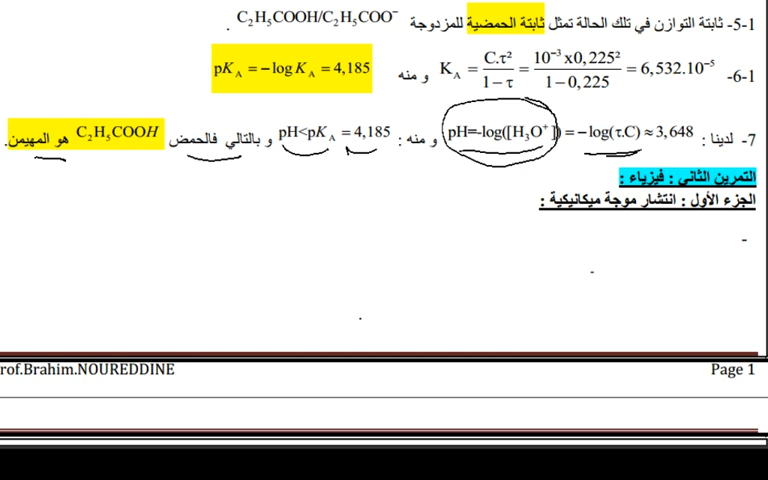 5-1- ثابتة التوازن في تلك الحالة تمثل ثابتة الحمضية للمزدوجة C₂H₅COOH/C₂H₅COO⁻ .
6-1- K_A = C.τ²/(1−τ) = 10⁻³x0,225²/(1−0,225) = 6,532.10⁻⁵ و منه pK_A = −log K_A = 4,185
7- لدينا : pH=-log([H₃O⁺]) = −log(τ.C) ≈ 3,648 و منه : pH<pK_A = 4,185 و بالتالي فالحمض C₂H₅COOH هو المهيمن.
التمرين الثاني : فيزياء :
الجزء الأول : انتشار موجة ميكانيكية :
rof.Brahim.NOUREDDINE Page 1